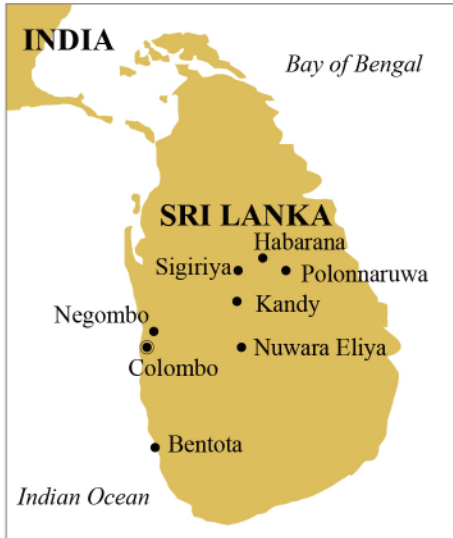 INDIA
Bay of Bengal
SRI LANKA
Habarana
Sigiriya
Polonnaruwa
Kandy
Negombo
Colombo
Nuwara Eliya
Bentota
Indian Ocean